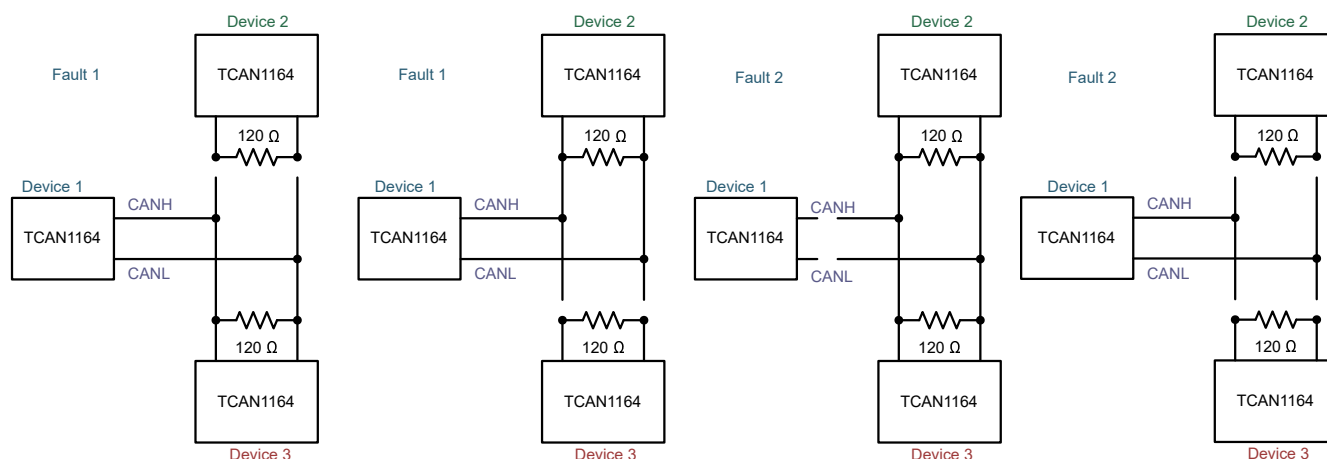 Device 2
Fault 1
TCAN1164
120 Ω
Device 1
CANH
TCAN1164
CANL
120 Ω
TCAN1164
Device 3
Device 2
Fault 1
TCAN1164
120 Ω
Device 1
CANH
TCAN1164
CANL
120 Ω
TCAN1164
Device 3
Device 2
Fault 2
TCAN1164
120 Ω
Device 1
CANH
TCAN1164
CANL
120 Ω
TCAN1164
Device 3
Device 2
Fault 2
TCAN1164
120 Ω
Device 1
CANH
TCAN1164
CANL
120 Ω
TCAN1164
Device 3